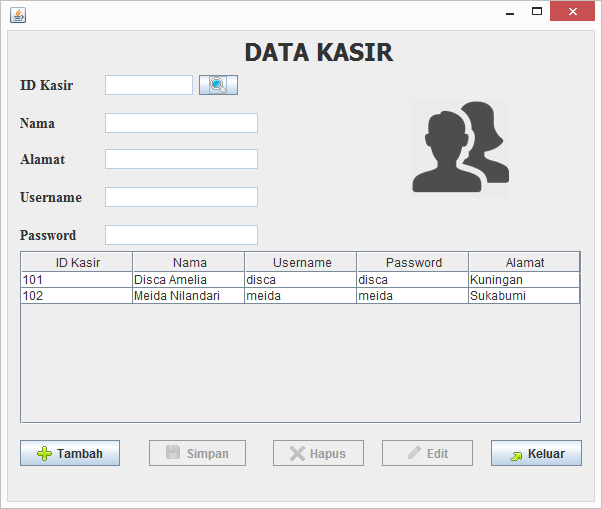 DATA KASIR
ID Kasir
Nama
Alamat
Username
Password
ID Kasir Nama Username Password Alamat
101 Disca Amelia disca disca Kuningan
102 Meida Nilandari meida meida Sukabumi
Tambah Simpan Hapus Edit Keluar